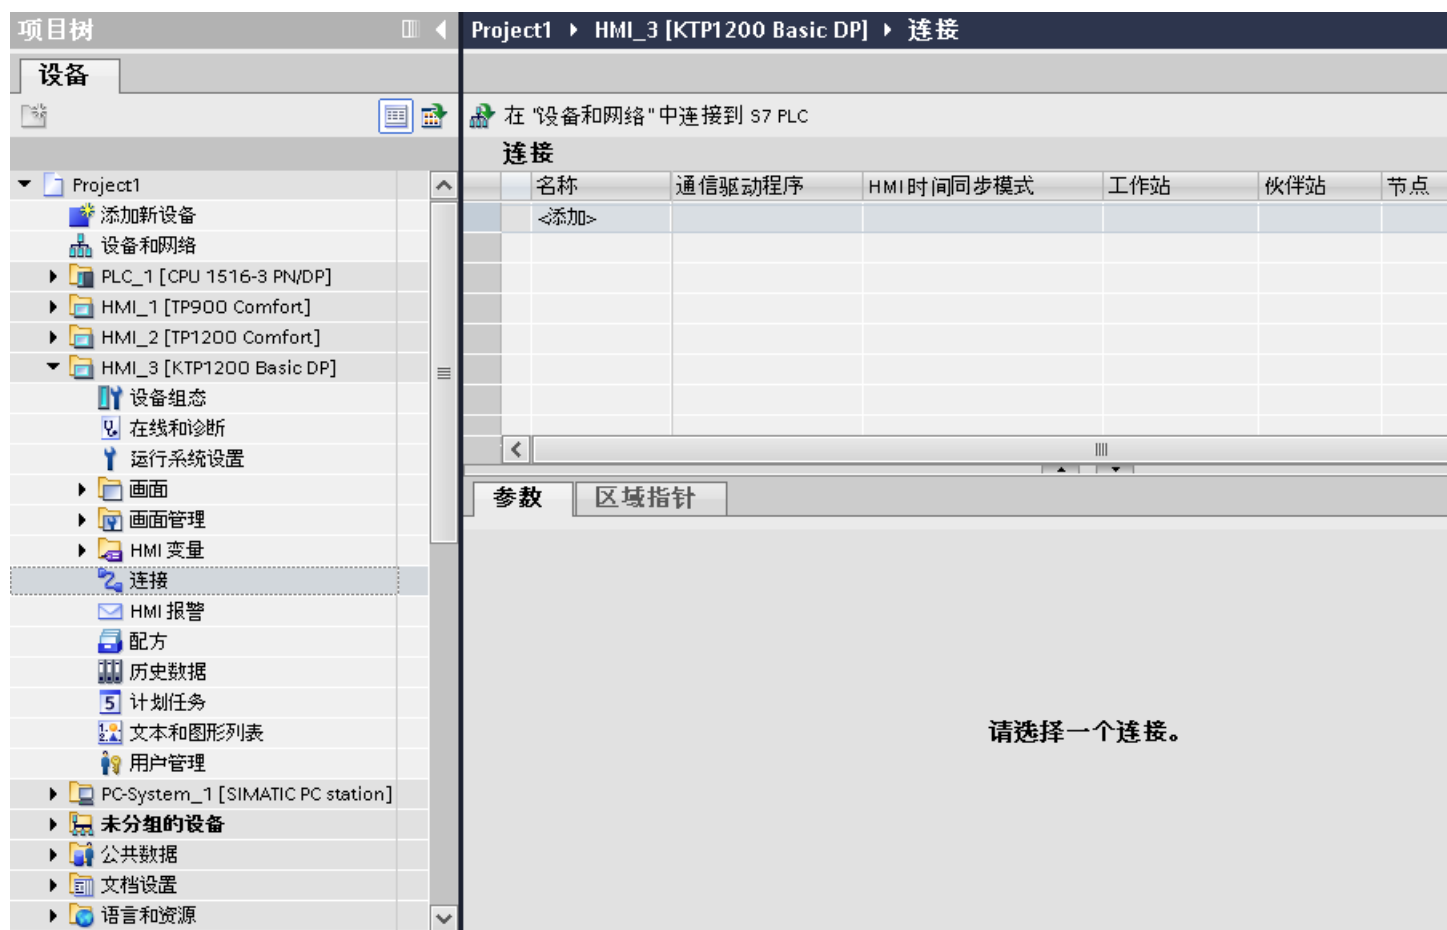 项目树
设备
Project1
添加新设备
设备和网络
PLC_1 [CPU 1516-3 PN/DP]
HMI_1 [TP900 Comfort]
HMI_2 [TP1200 Comfort]
HMI_3 [KTP1200 Basic DP]
设备组态
在线和诊断
运行系统设置
画面
画面管理
HMI 变量
连接
HMI 报警
配方
历史数据
计划任务
文本和图形列表
用户管理
PC-System_1 [SIMATIC PC station]
未分组的设备
公共数据
文档设置
语言和资源
Project1 HMI_3 [KTP1200 Basic DP] 连接
在 "设备和网络" 中连接到 S7 PLC
连接
名称 通信驱动程序 HMI时间同步模式 工作站 伙伴站 节点
<添加>
参数 区域指针
请选择一个连接。